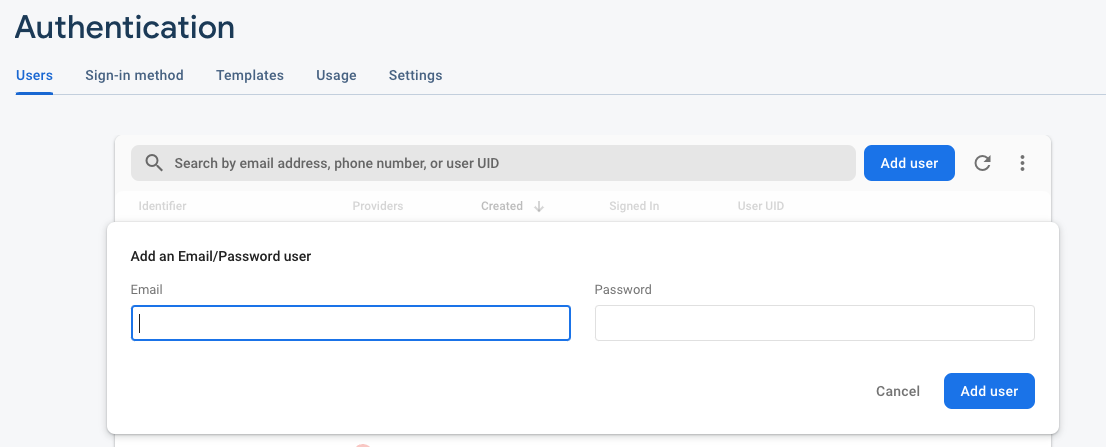 Authentication
Users Sign-in method Templates Usage Settings
Search by email address, phone number, or user UID Add user
Identifier Providers Created Signed In User UID
Add an Email/Password user
Email Password
Cancel Add user